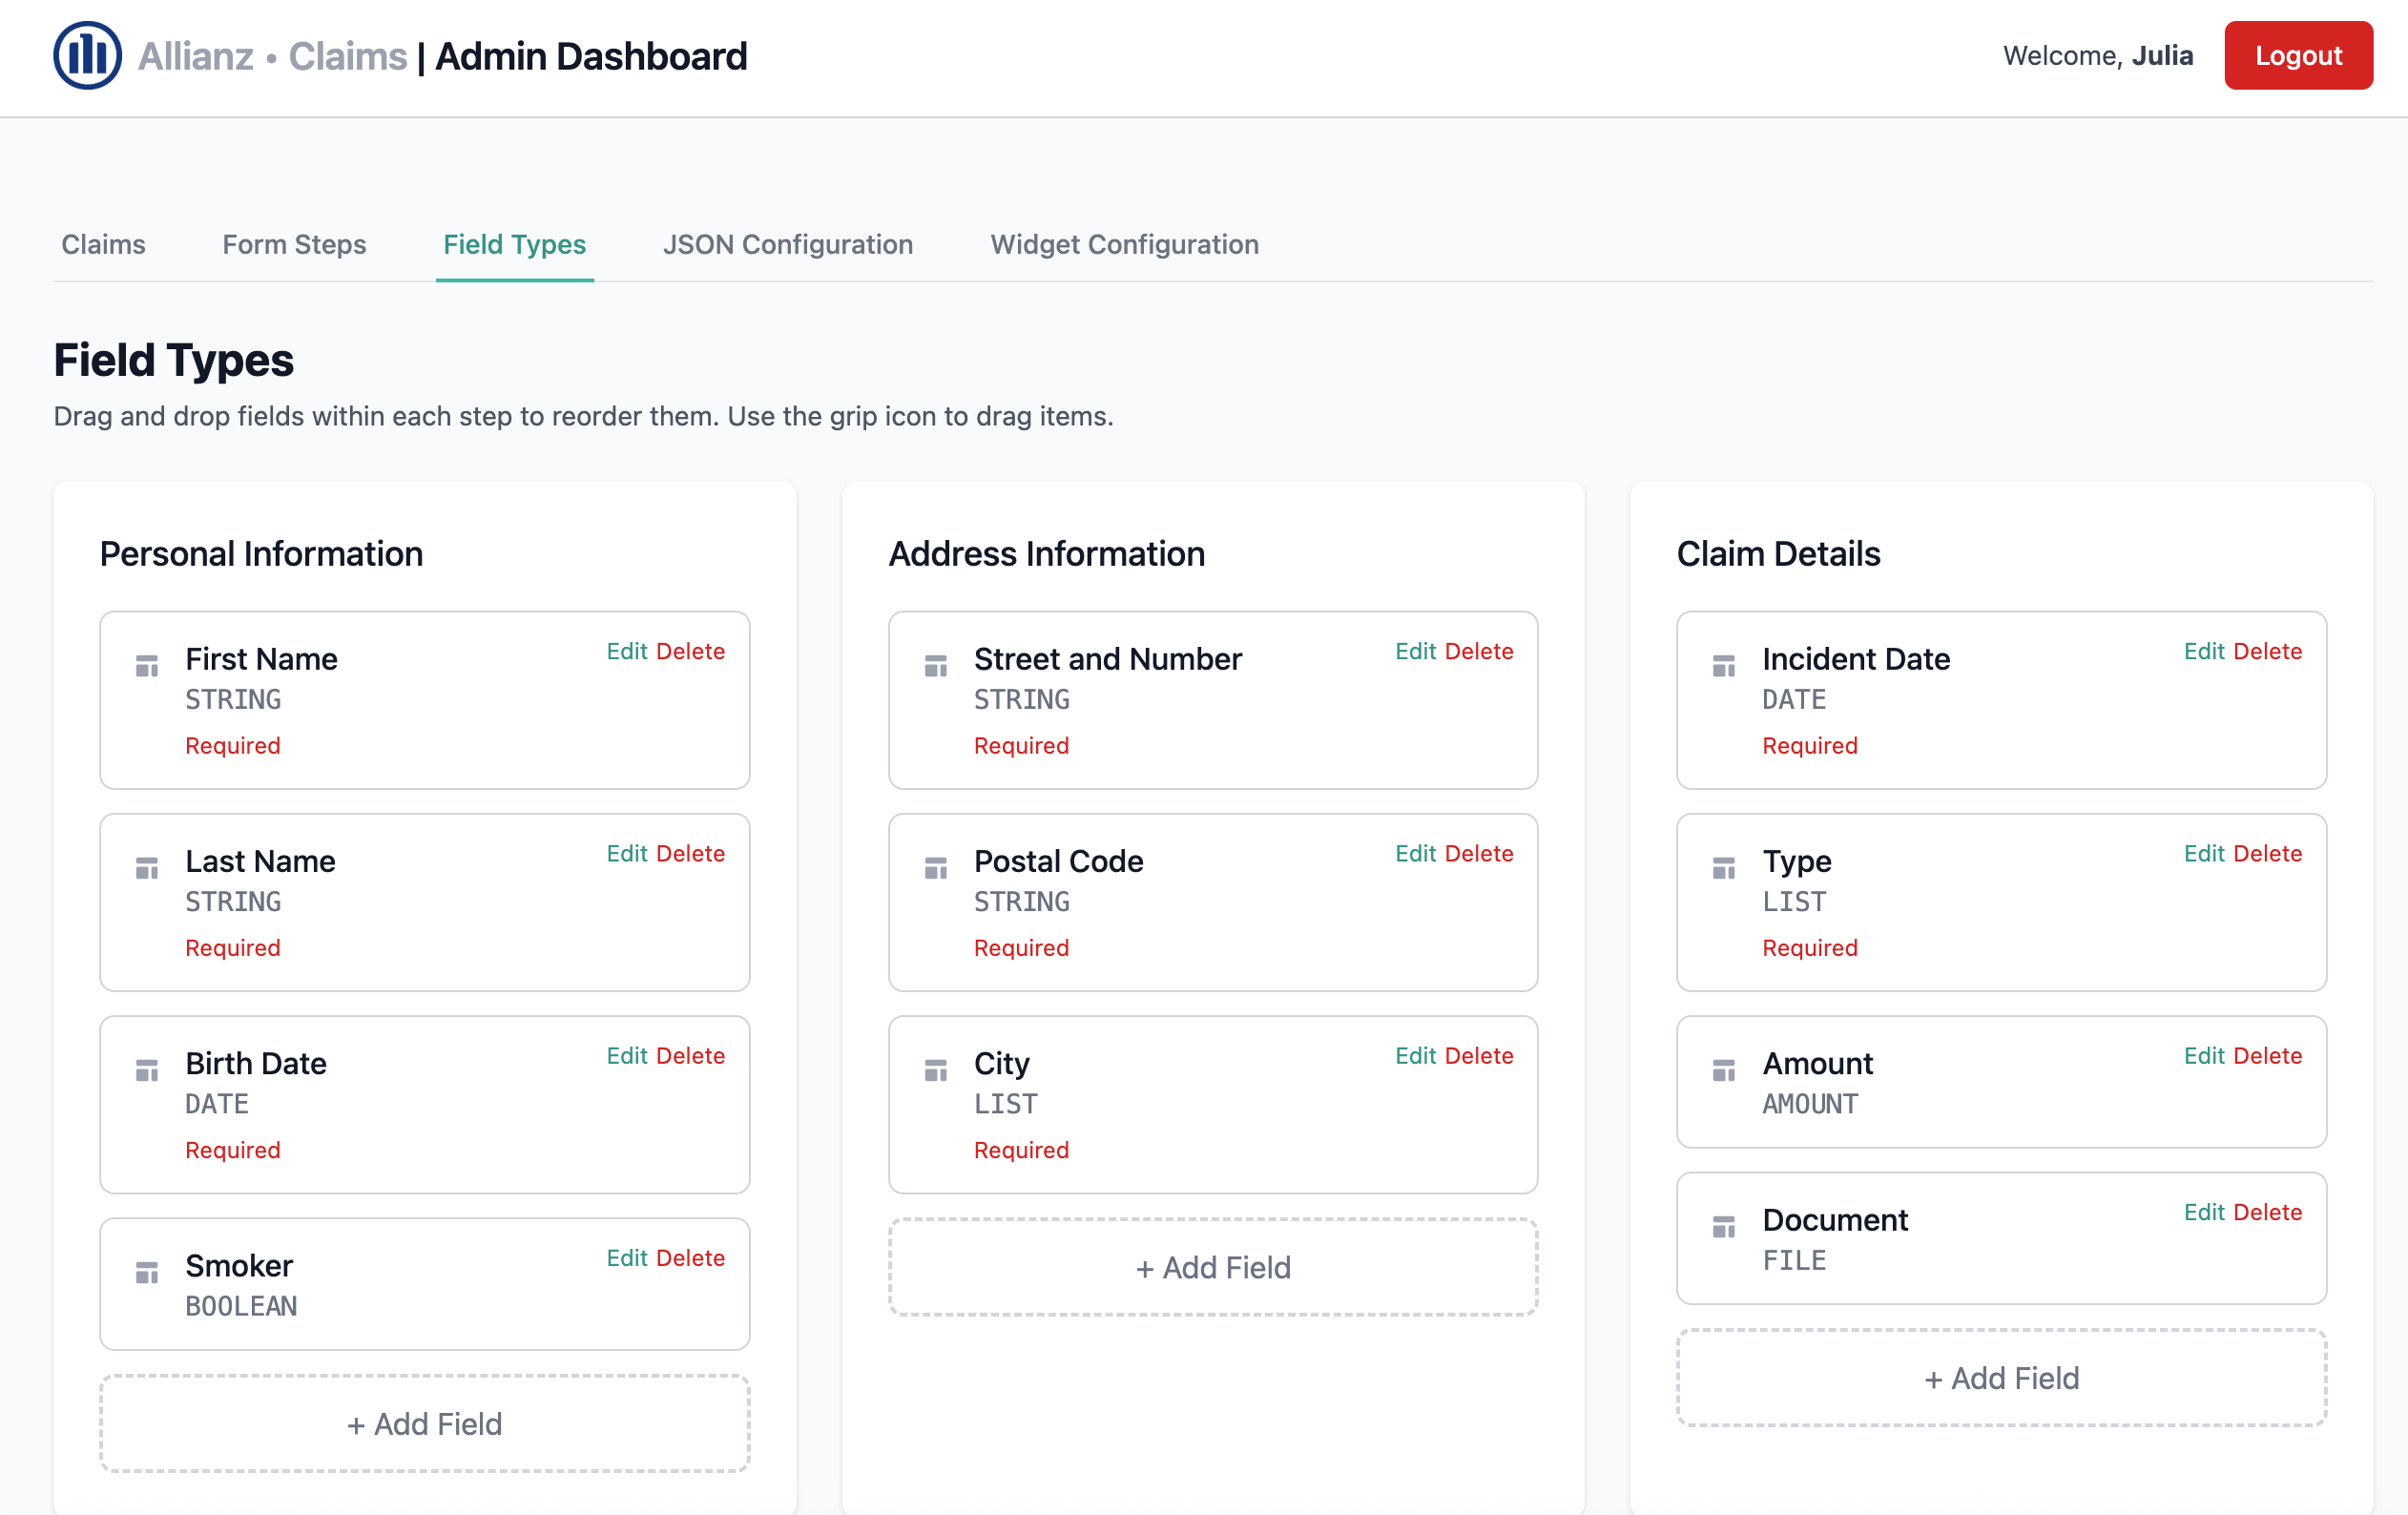 Allianz • Claims | Admin Dashboard
Welcome, Julia
Logout
Claims
Form Steps
Field Types
JSON Configuration
Widget Configuration
Field Types
Drag and drop fields within each step to reorder them. Use the grip icon to drag items.
Personal Information
First Name
Edit Delete
STRING
Required
Last Name
Edit Delete
STRING
Required
Birth Date
Edit Delete
DATE
Required
Smoker
Edit Delete
BOOLEAN
+ Add Field
Address Information
Street and Number
Edit Delete
STRING
Required
Postal Code
Edit Delete
STRING
Required
City
Edit Delete
LIST
Required
+ Add Field
Claim Details
Incident Date
Edit Delete
DATE
Required
Type
Edit Delete
LIST
Required
Amount
Edit Delete
AMOUNT
Document
Edit Delete
FILE
+ Add Field